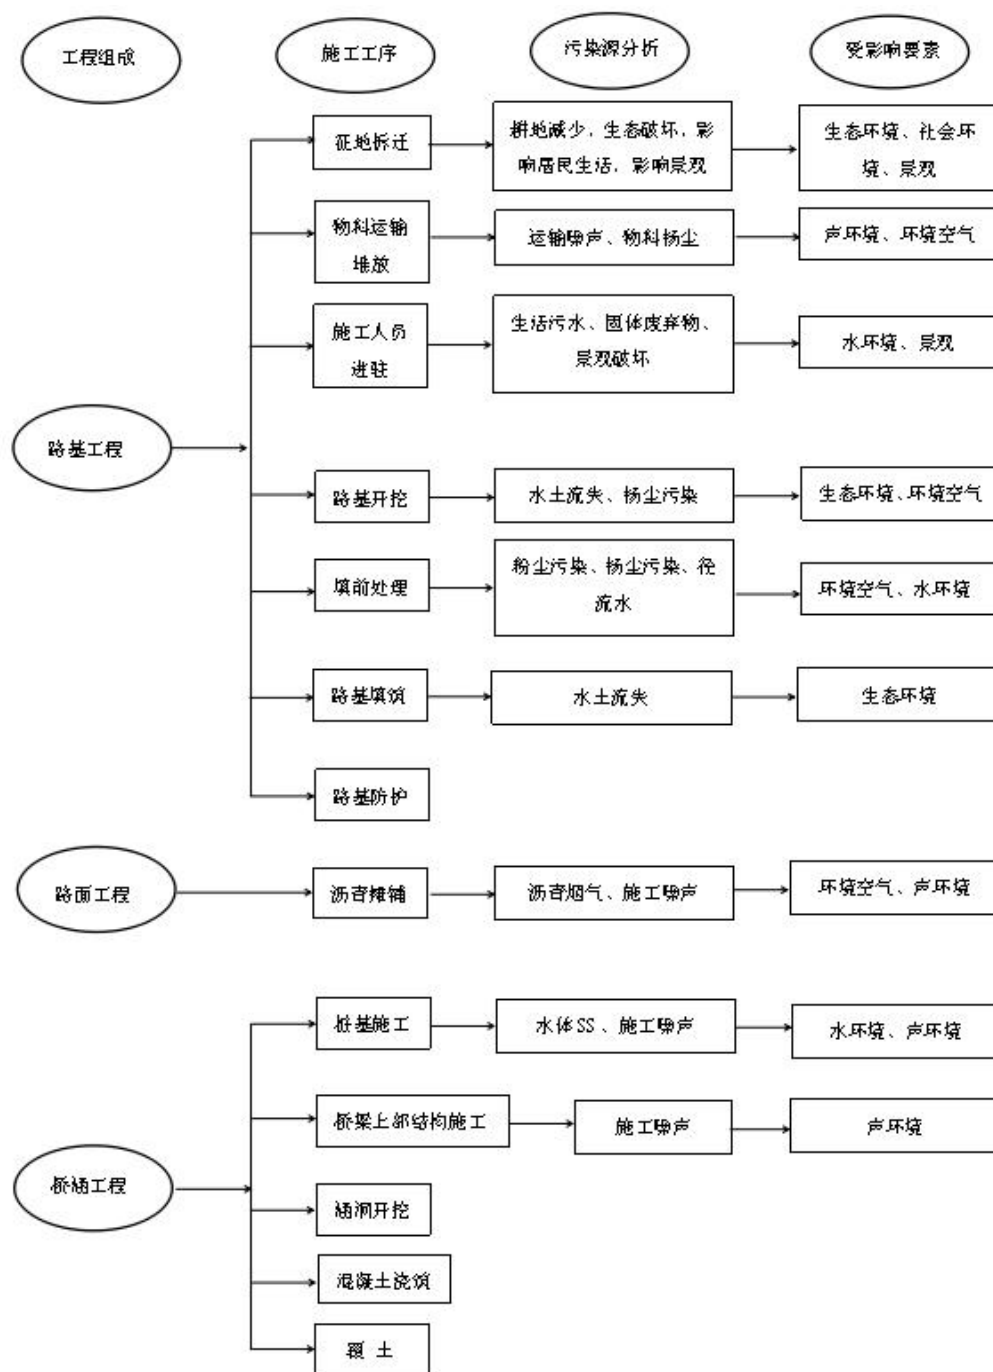 工程组成
施工工序
污染源分析
受影响要素
征地拆迁
耕地减少，生态破坏，影
响居民生活，影响景观
生态环境、社会环
境、景观
物料运输
堆放
运输噪声、物料扬尘
声环境、环境空气
施工人员
进驻
生活污水、固体废弃物、
景观破坏
水环境、景观
路基工程
路基开挖
水土流失、扬尘污染
生态环境、环境空气
填前处理
粉尘污染、扬尘污染、径
流水
环境空气、水环境
路基填筑
水土流失
生态环境
路基防护
路面工程
沥青摊铺
沥青烟气、施工噪声
环境空气、声环境
桩基施工
水体SS、施工噪声
水环境、声环境
桥梁上部结构施工
施工噪声
声环境
桥涵工程
涵洞开挖
混凝土浇筑
土